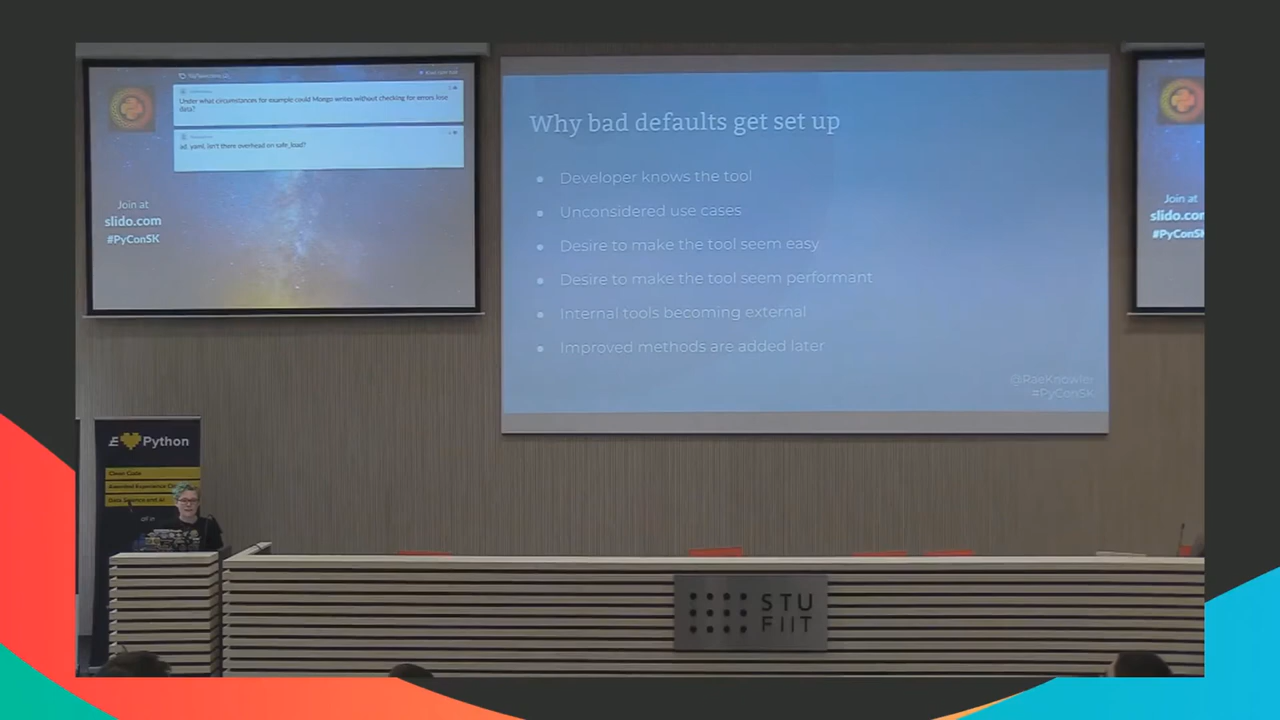 Under what circumstances for example could Mongo writes without checking for errors lose
data?
ad. yaml, isn't there overhead on safe_load?
Join at
slido.com
#PyConSK
Why bad defaults get set up
Developer knows the tool
Unconsidered use cases
Desire to make the tool seem easy
Desire to make the tool seem performant
Internal tools becoming external
Improved methods are added later
@RaeKnowler
#PyConSK
Join at
slido.co
#PyConS
Python
Clean Code
Data Science and AI
STU
FIIT